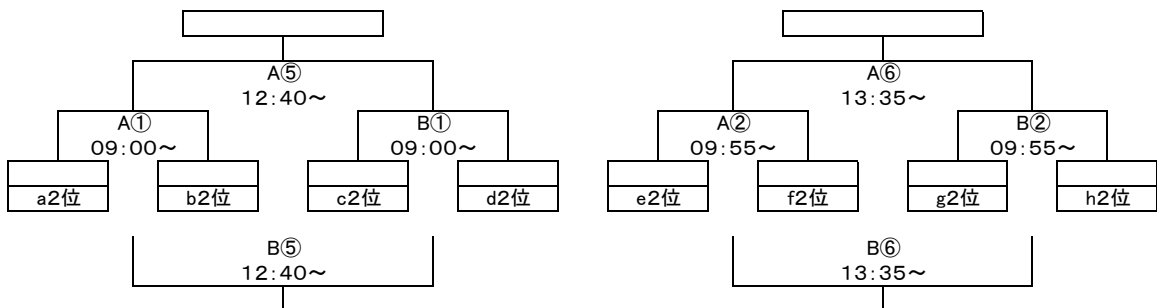 A⑤ A⑥
12:40～ 13:35～
A① B① A② B②
09:00～ 09:00～ 09:55～ 09:55～
a2位 b2位 c2位 d2位 e2位 f2位 g2位 h2位
B⑤ B⑥
12:40～ 13:35～